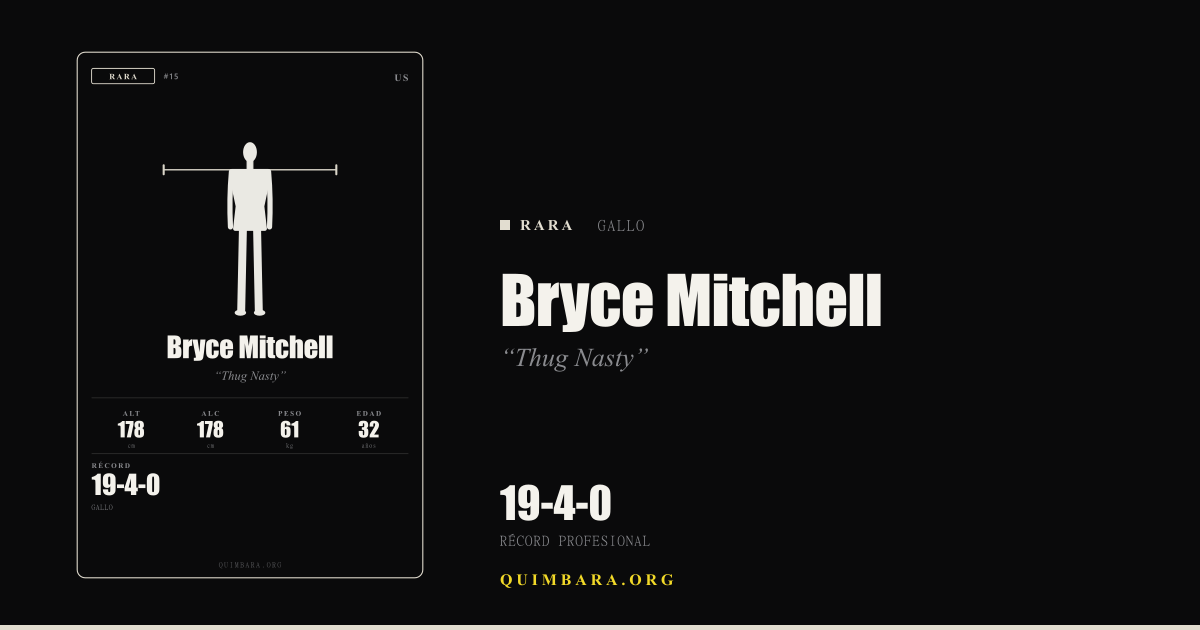 RARA #15 US
Bryce Mitchell
“Thug Nasty”
ALT ALC PESO EDAD
178 178 61 32
cm cm kg años
RÉCORD
19-4-0
GALLO
QUIMBARA.ORG
RARA GALLO
Bryce Mitchell
“Thug Nasty”
19-4-0
RÉCORD PROFESIONAL
QUIMBARA.ORG